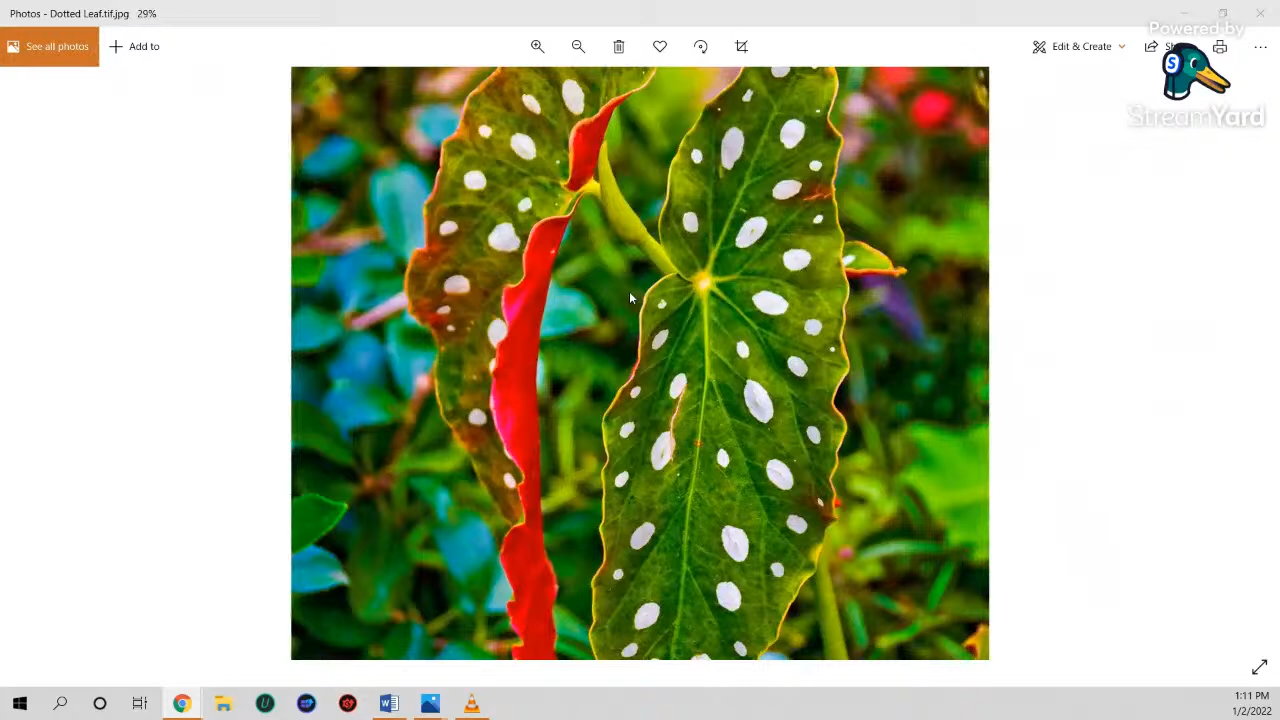 Photos - Dotted Leaf.tif.jpg 29%
Powered by
See all photos
Add to
Edit & Create
StreamYard
1:11 PM
1/2/2022